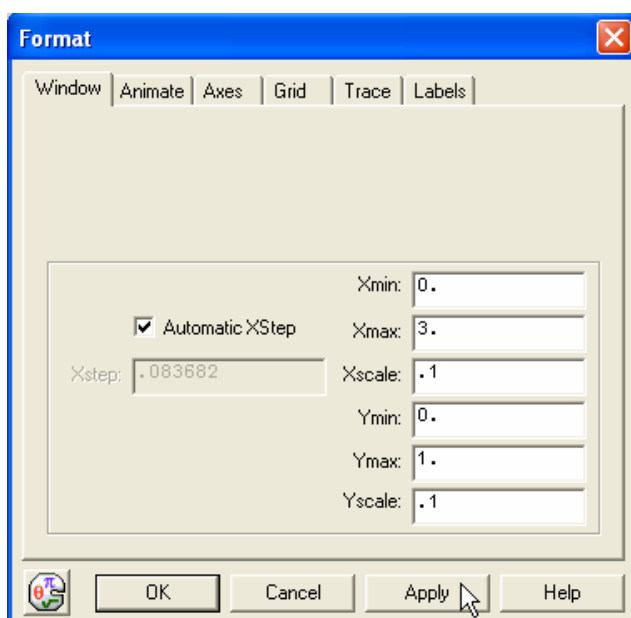 Format
Window Animate Axes Grid Trace Labels
Xmin: 0.
Automatic XStep
Xmax: 3.
Xstep: .083682
Xscale: .1
Ymin: 0.
Ymax: 1.
Yscale: .1
θ π
OK Cancel Apply Help